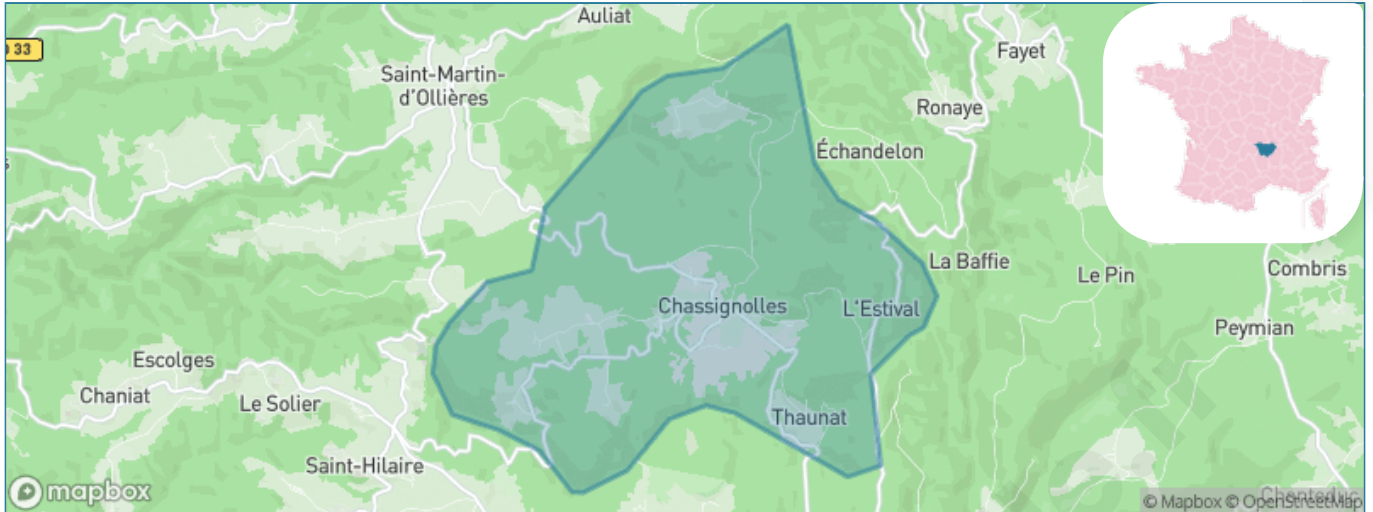 Auliat
33
Fayet
Saint-Martin-
d'Ollières
Ronaye
Échandelon
La Baffie
Combris
Le Pin
Chassignolles
L'Estival
Peymian
Escolges
Chaniat
Le Solier
Thaunat
Saint-Hilaire
mapbox
© Mapbox © OpenStreetMap